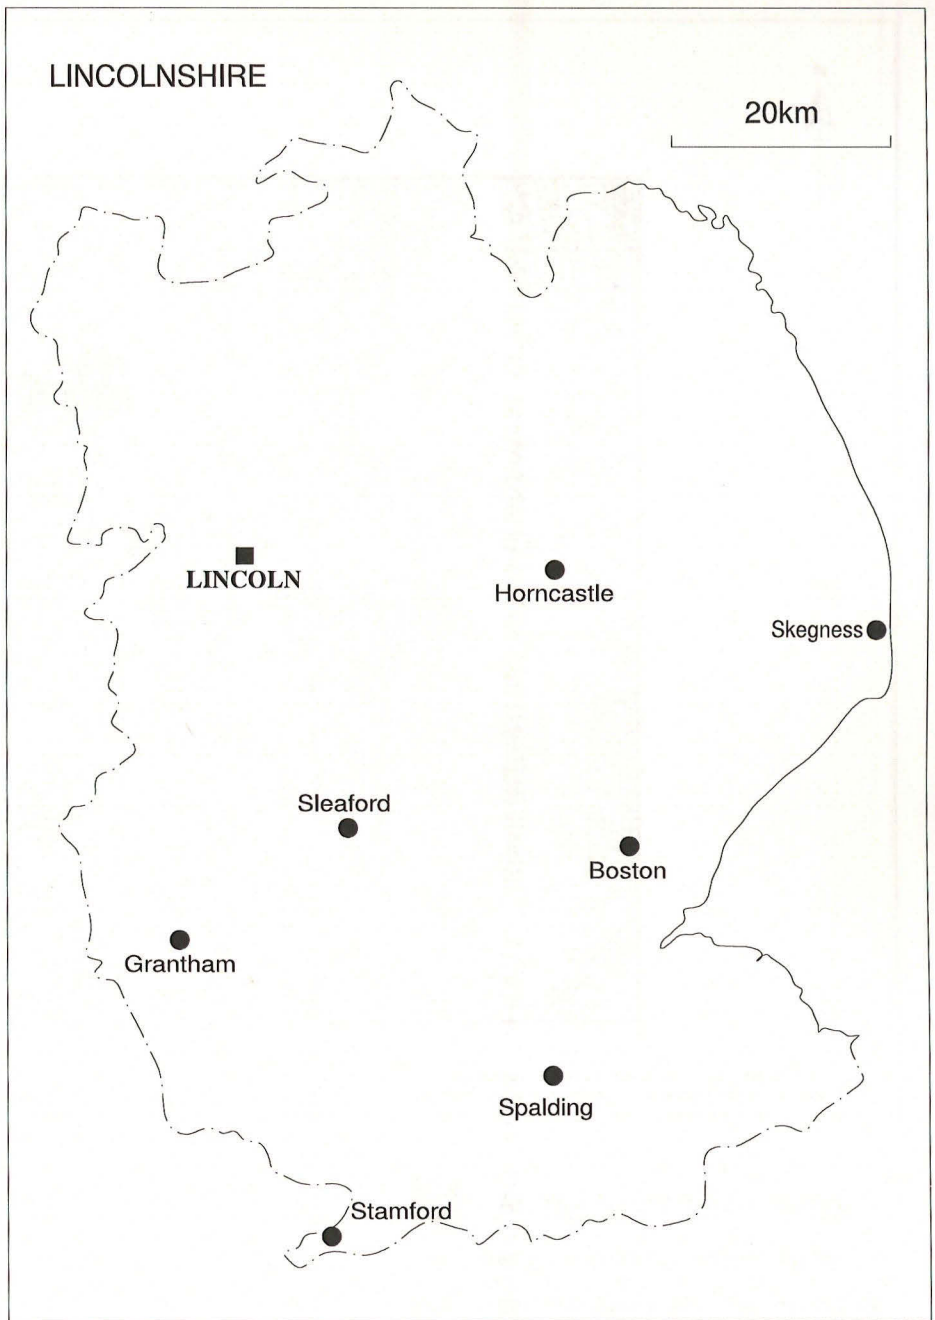 LINCOLNSHIRE
20km
LINCOLN
Horncastle
Skegness
Sleaford
Boston
Grantham
Spalding
Stamford